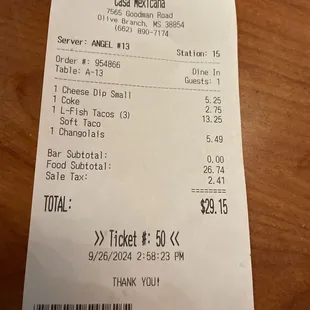 Casa Mexicana
7565 Goodman Road
Olive Branch, MS 38854
(662) 890-7174
Server: ANGEL #13
Station: 15
Order #: 954866
Dine In
Table: A-13
Guests: 1
1 Cheese Dip Small 5.25
1 Coke 2.75
1 L-Fish Tacos (3) 13.25
Soft Taco
1 Changolais 5.49
Bar Subtotal: 0.00
Food Subtotal: 26.74
Sale Tax: 2.41
TOTAL: $29.15
>> Ticket #: 50 <<
9/26/2024 2:58:23 PM
THANK YOU!